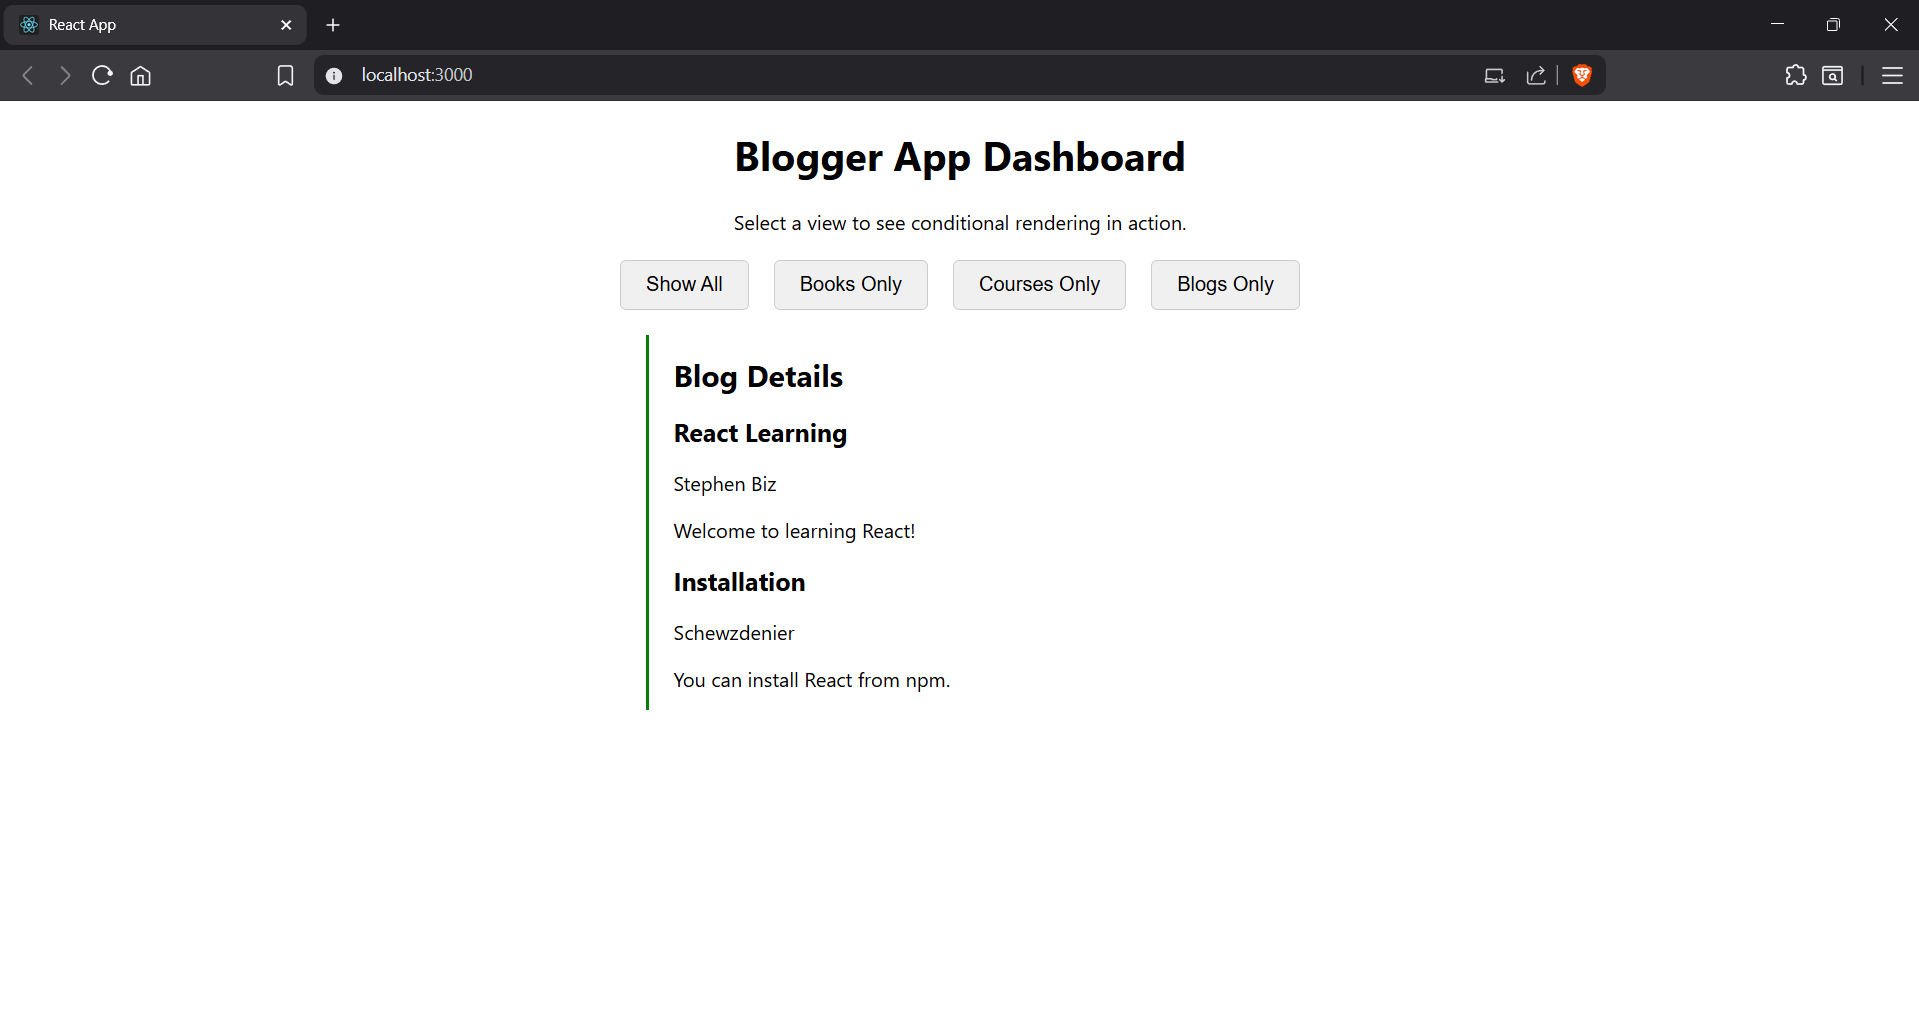 React App
localhost:3000
Blogger App Dashboard
Select a view to see conditional rendering in action.
Show All Books Only Courses Only Blogs Only
Blog Details
React Learning
Stephen Biz
Welcome to learning React!
Installation
Schewzdenier
You can install React from npm.